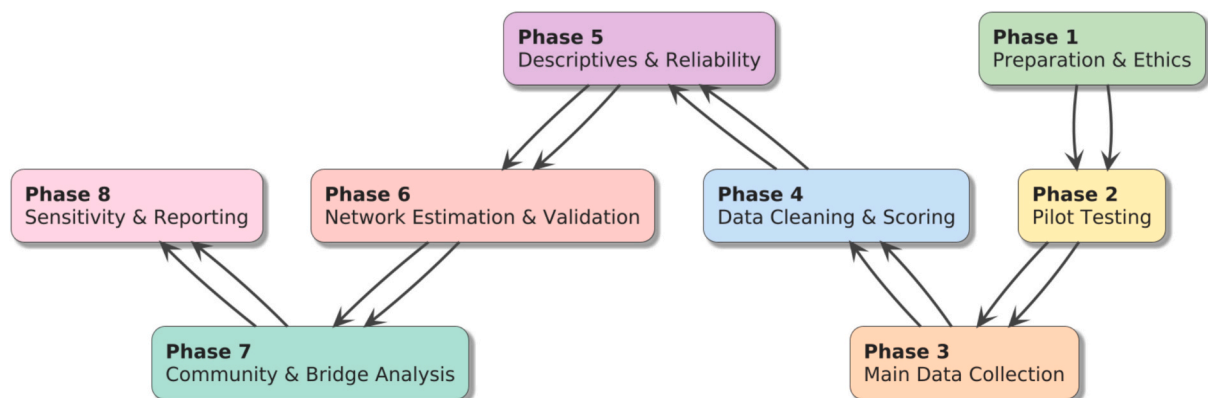 Phase 5
Descriptives & Reliability
Phase 1
Preparation & Ethics
Phase 8
Sensitivity & Reporting
Phase 6
Network Estimation & Validation
Phase 4
Data Cleaning & Scoring
Phase 2
Pilot Testing
Phase 7
Community & Bridge Analysis
Phase 3
Main Data Collection